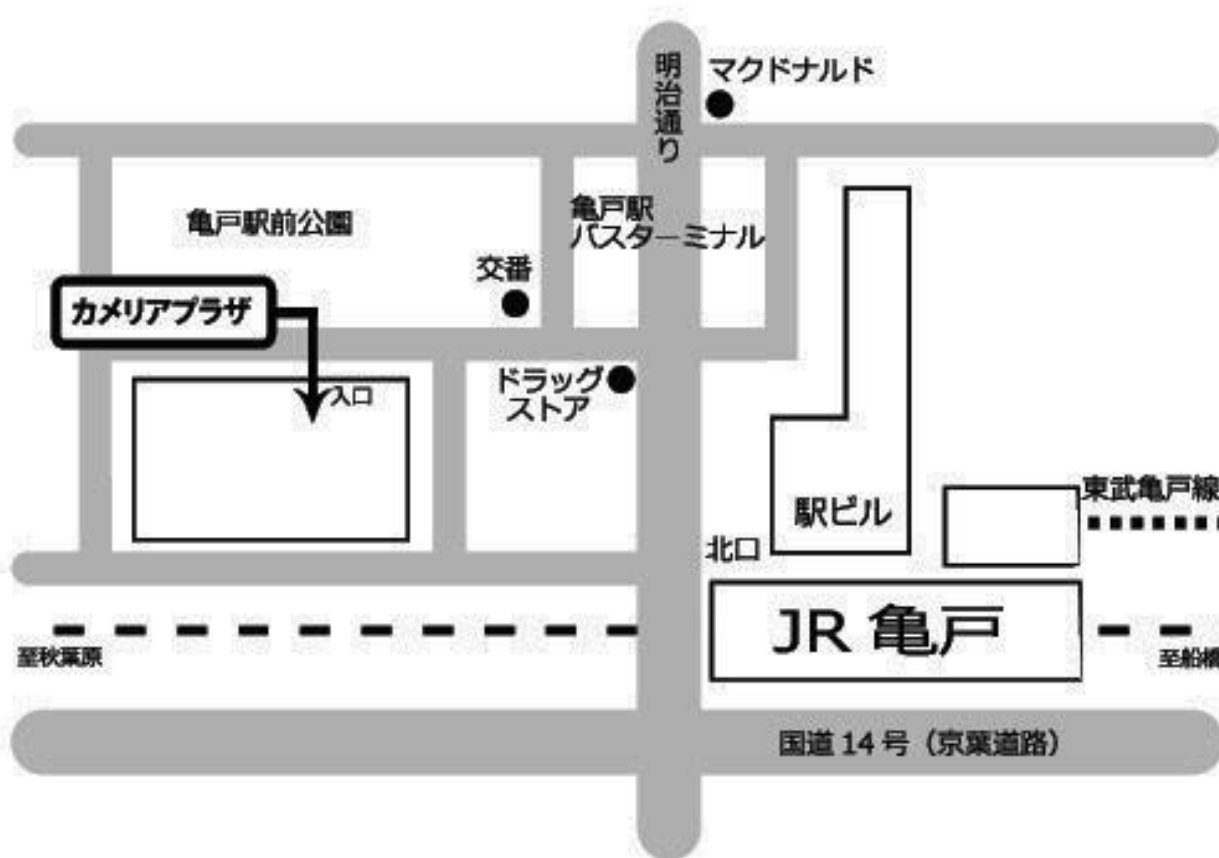 明治通り
マクドナルド
亀戸駅前公園
亀戸駅
バスターミナル
交番
カメリアプラザ
入口
ドラッグ
ストア
駅ビル
東武亀戸線
北口
JR 亀戸
至秋葉原
至船橋
国道 14 号（京葉道路）